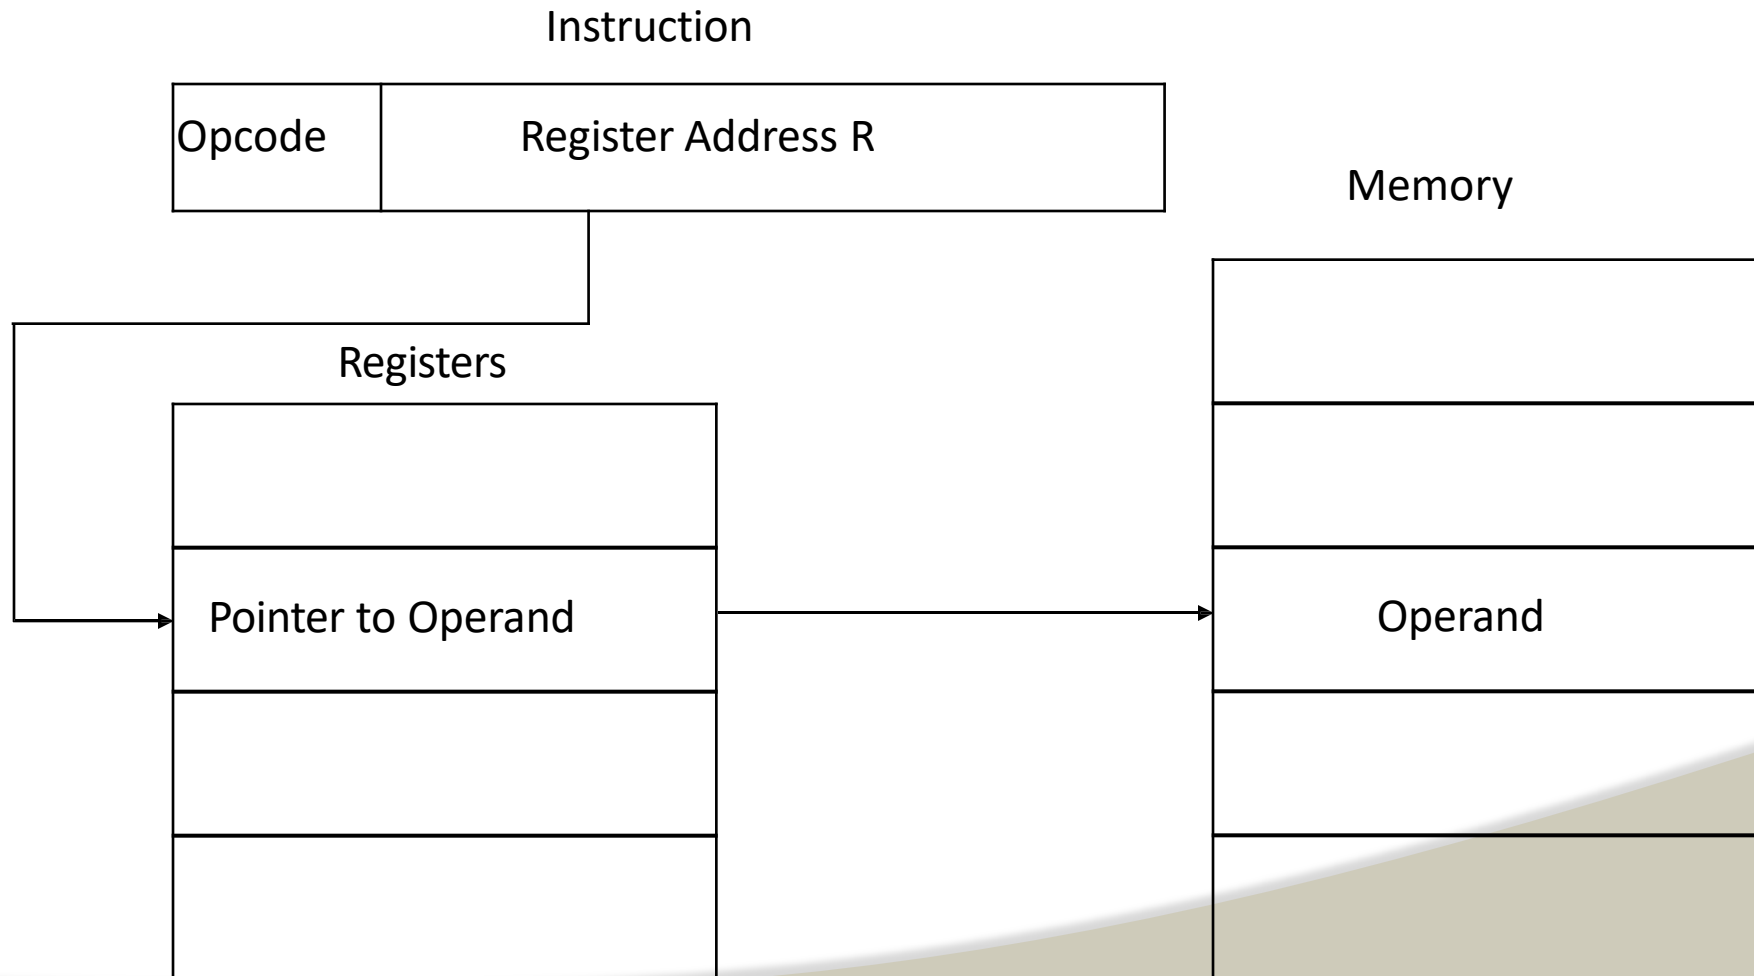 Instruction
Opcode
Register Address R
Memory
Registers
Pointer to Operand
Operand